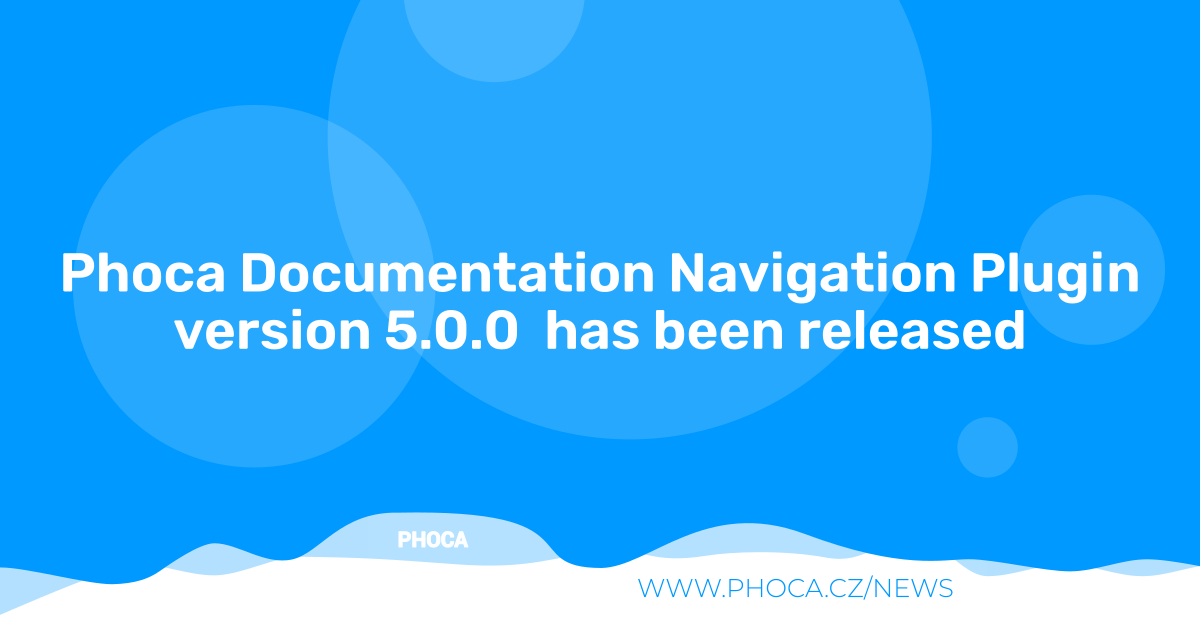 Phoca Documentation Navigation Plugin
version 5.0.0  has been released
PHOCA
WWW.PHOCA.CZ/NEWS